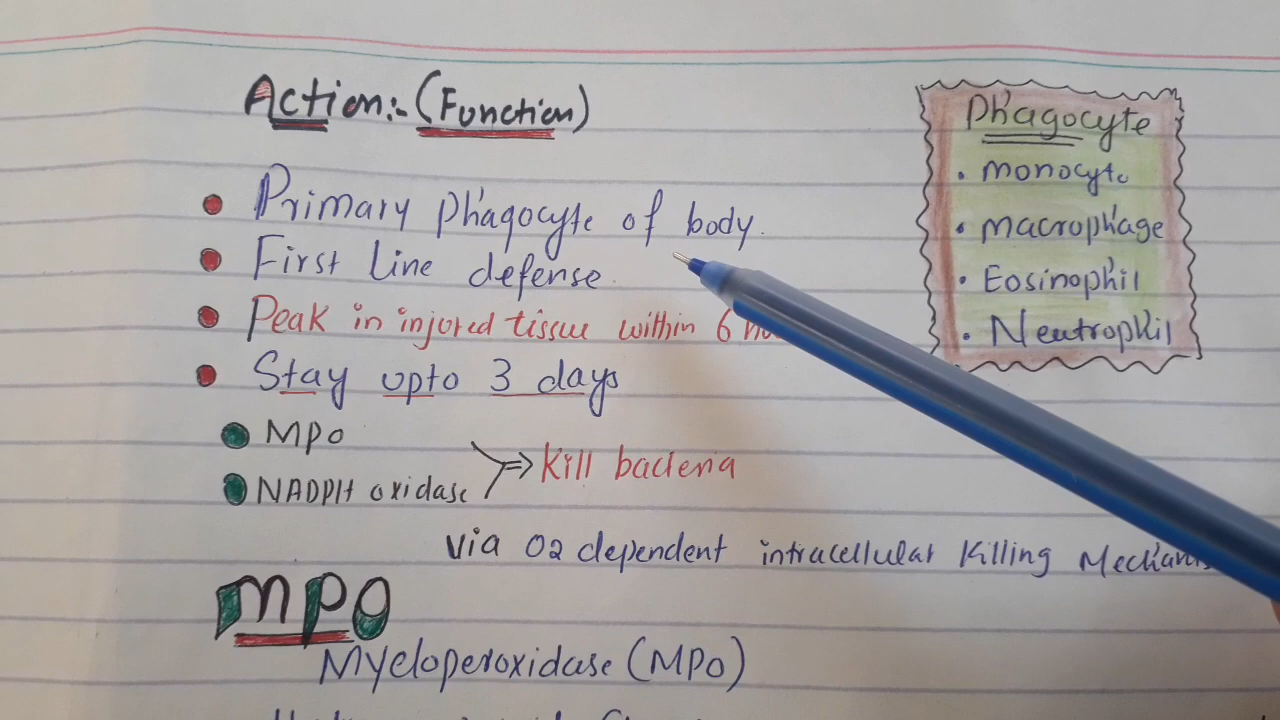 Action:- (Function)
Primary phagocyte of body.
First Line defense.
Peak in injured tissue within 6
Stay upto 3 days
MPO
NADPH oxidase
⇒ Kill bacteria
Via O2 dependent intracellular Killing
MPO
Myeloperoxidase (MPO)
Phagocyte
• monocyte
• macrophage
• Eosinophil
• Neutrophil